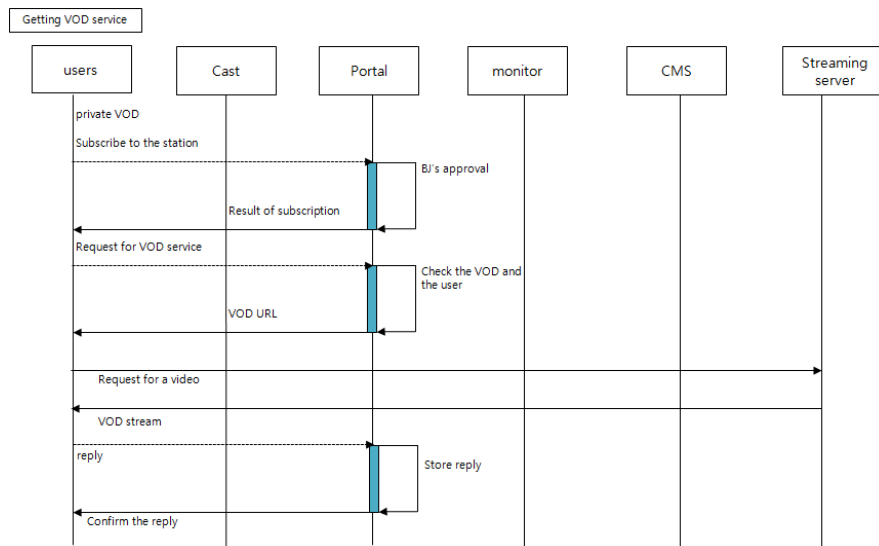 Getting VOD service
users
Cast
Portal
monitor
CMS
Streaming
server
private VOD
Subscribe to the station
BJ's approval
Result of subscription
Request for VOD service
Check the VOD and
the user
VOD URL
Request for a video
VOD stream
reply
Store reply
Confirm the reply